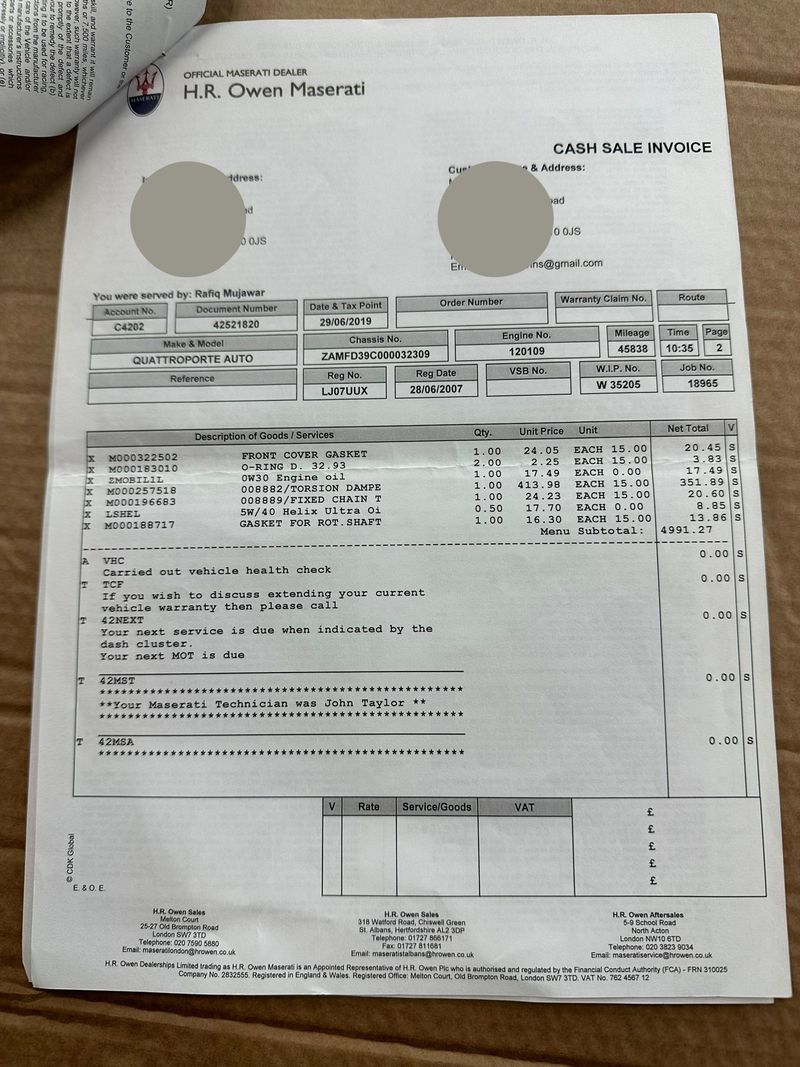 OFFICIAL MASERATI DEALER
H.R. Owen Maserati
MASERATI
CASH SALE INVOICE
ddress:
& Address:
ad
0 0JS
0 0JS
ns@gmail.com
You were served by: Rafiq Mujawar
Account No. Document Number Date & Tax Point Order Number Warranty Claim No. Route
C4202 42521820 29/06/2019
Make & Model Chassis No. Engine No. Mileage Time Page
QUATTROPORTE AUTO ZAMFD39C000032309 120109 45838 10:35 2
Reference Reg No. Reg Date VSB No. W.I.P. No. Job No.
LJ07UUX 28/06/2007 W 35205 18965
Description of Goods / Services Qty. Unit Price Unit Net Total V
X M000322502 FRONT COVER GASKET 1.00 24.05 EACH 15.00 20.45 S
X M000183010 O-RING D. 32.93 2.00 2.25 EACH 15.00 3.83 S
X ZMOBIL1L 0W30 Engine oil 1.00 17.49 EACH 0.00 17.49 S
X M000257518 008882/TORSION DAMPE 1.00 413.98 EACH 15.00 351.89 S
X M000196683 008889/FIXED CHAIN T 1.00 24.23 EACH 15.00 20.60 S
X LSHEL 5W/40 Helix Ultra Oi 0.50 17.70 EACH 0.00 8.85 S
X M000188717 GASKET FOR ROT.SHAFT 1.00 16.30 EACH 15.00 13.86 S
Menu Subtotal: 4991.27
A VHC 0.00 S
Carried out vehicle health check
T TCF 0.00 S
If you wish to discuss extending your current
vehicle warranty then please call
T 42NEXT 0.00 S
Your next service is due when indicated by the
dash cluster.
Your next MOT is due
T 42MST 0.00 S
**************************************************
**Your Maserati Technician was John Taylor **
**************************************************
T 42MSA 0.00 S
**************************************************
V Rate Service/Goods VAT £
£
£
£
£
© CDK Global
E. & O. E.
H.R. Owen Sales
Melton Court
25-27 Old Brompton Road
London SW7 3TD
Telephone: 020 7590 5880
Email: maseratilondon@hrowen.co.uk
H.R. Owen Sales
318 Watford Road, Chiswell Green
St. Albans, Hertfordshire AL2 3DP
Telephone: 01727 866171
Fax: 01727 811681
Email: maseratistalbans@hrowen.co.uk
H.R. Owen Aftersales
5-9 School Road
North Acton
London NW10 6TD
Telephone: 020 3823 9034
Email: maseratiservice@hrowen.co.uk
H.R. Owen Dealerships Limited trading as H.R. Owen Maserati is an Appointed Representative of H.R. Owen Plc who is authorised and regulated by the Financial Conduct Authority (FCA) - FRN 310025
Company No. 2832555. Registered in England & Wales. Registered Office: Melton Court, Old Brompton Road, London SW7 3TD. VAT No. 762 4567 12